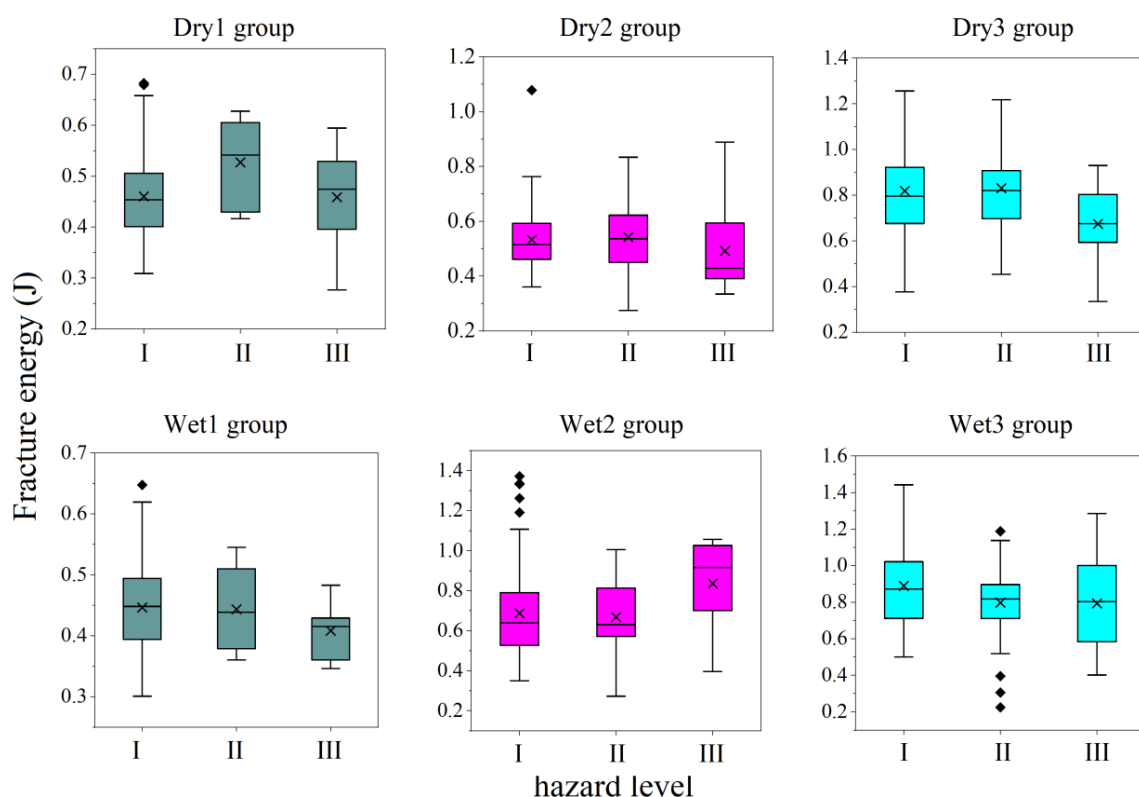 Dry1 group
Dry2 group
Dry3 group
0.7
0.6
0.5
0.4
0.3
0.2
I II III
1.2
1.0
0.8
0.6
0.4
0.2
I II III
1.4
1.2
1.0
0.8
0.6
0.4
0.2
I II III
Fracture energy (J)
Wet1 group
Wet2 group
Wet3 group
0.7
0.6
0.5
0.4
0.3
I II III
1.4
1.2
1.0
0.8
0.6
0.4
0.2
I II III
1.6
1.4
1.2
1.0
0.8
0.6
0.4
0.2
I II III
hazard level